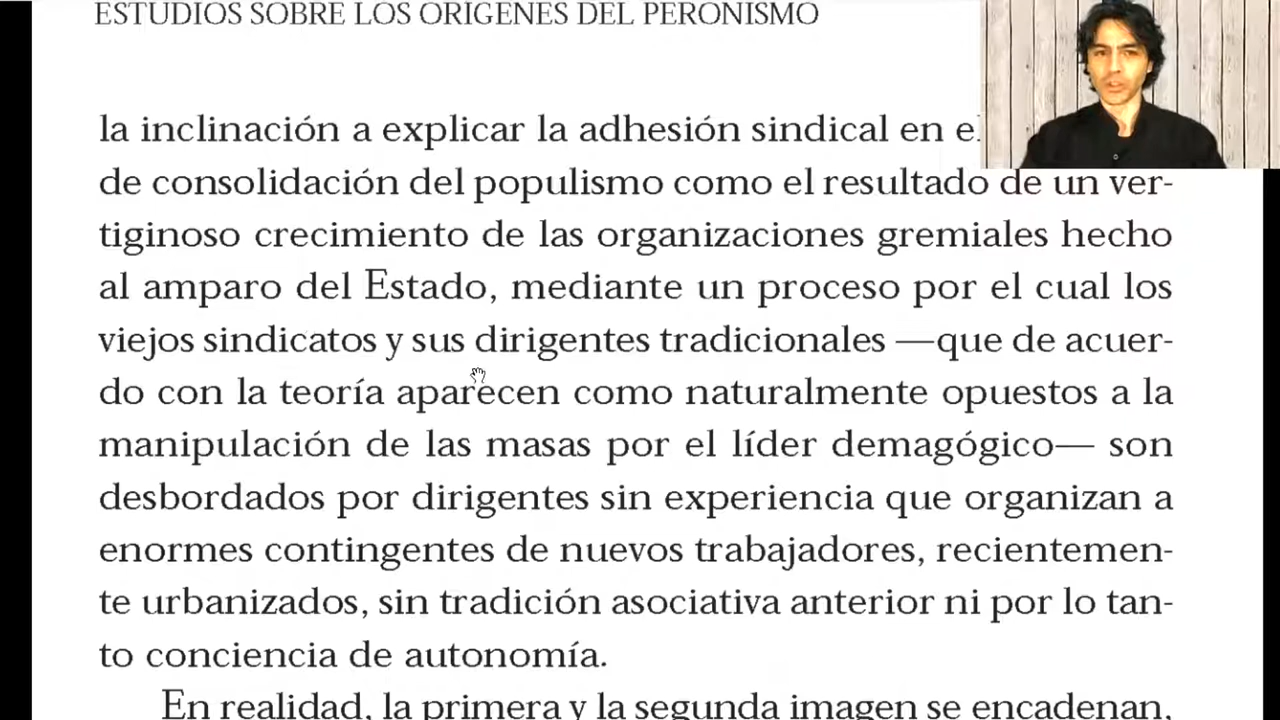 ESTUDIOS SOBRE LOS ORÍGENES DEL PERONISMO
la inclinación a explicar la adhesión sindical en
de consolidación del populismo como el resultado de un ver-
tiginoso crecimiento de las organizaciones gremiales hecho
al amparo del Estado, mediante un proceso por el cual los
viejos sindicatos y sus dirigentes tradicionales —que de acuer-
do con la teoría aparecen como naturalmente opuestos a la
manipulación de las masas por el líder demagógico— son
desbordados por dirigentes sin experiencia que organizan a
enormes contingentes de nuevos trabajadores, recientemen-
te urbanizados, sin tradición asociativa anterior ni por lo tan-
to conciencia de autonomía.
En realidad, la primera y la segunda imagen se encadenan,